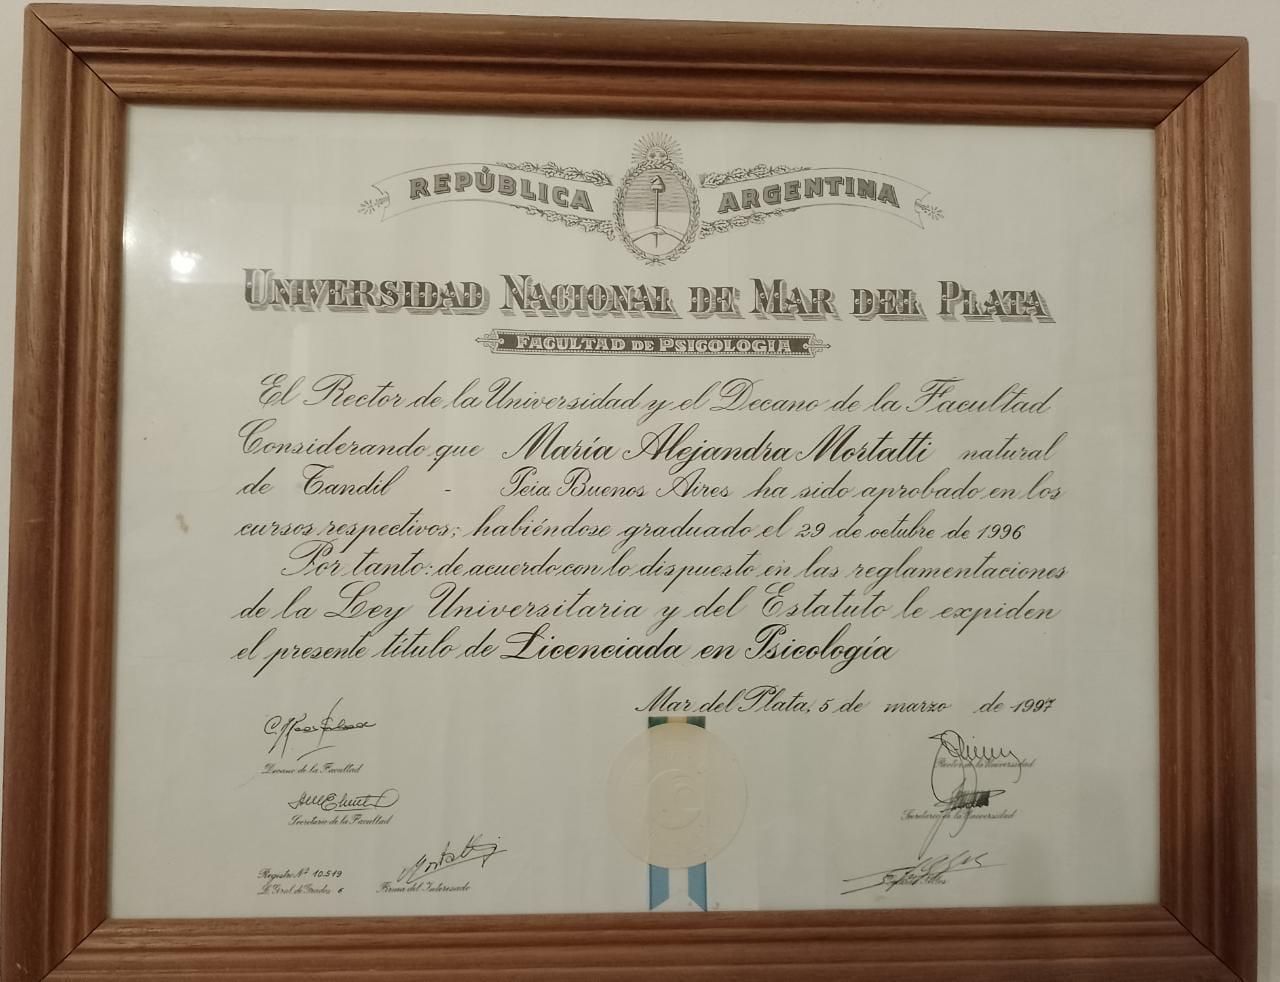 REPÚBLICA ARGENTINA
UNIVERSIDAD NACIONAL DE MAR DEL PLATA
FACULTAD DE PSICOLOGIA
El Rector de la Universidad y el Decano de la Facultad
Considerando que María Alejandra Mortatti natural
de Tandil - Pcia Buenos Aires ha sido aprobado en los
cursos respectivos; habiéndose graduado el 29 de octubre de 1996
Por tanto: de acuerdo con lo dispuesto en las reglamentaciones
de la Ley Universitaria y del Estatuto le expiden
el presente título de Licenciada en Psicología
Mar del Plata, 5 de marzo de 1997
Decano de la Facultad
Rector de la Universidad
Secretario de la Facultad
Secretario de la Universidad
Registro Nº 10.519
L. Gral. de Grados 6
Firma del Interesado